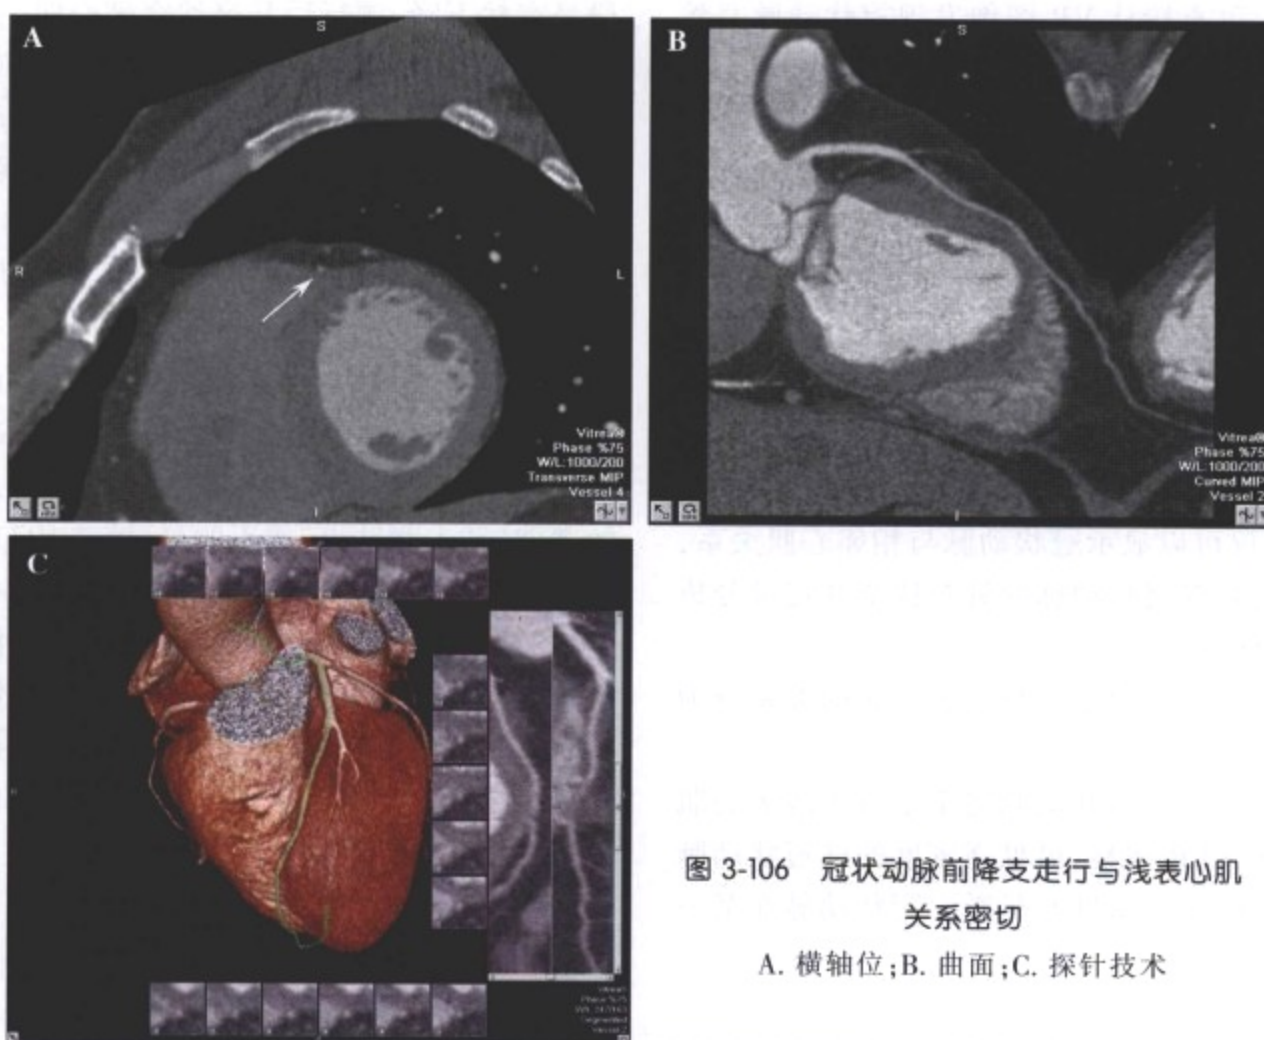 A
S
R
L
Vitrea®
Phase %75
W/L:1000/200
Transverse MIP
Vessel 4
I
B
S
Vitrea®
Phase %75
W/L:1000/200
Curved MIP
Vessel 2
I
C
图 3-106 冠状动脉前降支走行与浅表心肌
关系密切
A. 横轴位;B. 曲面;C. 探针技术